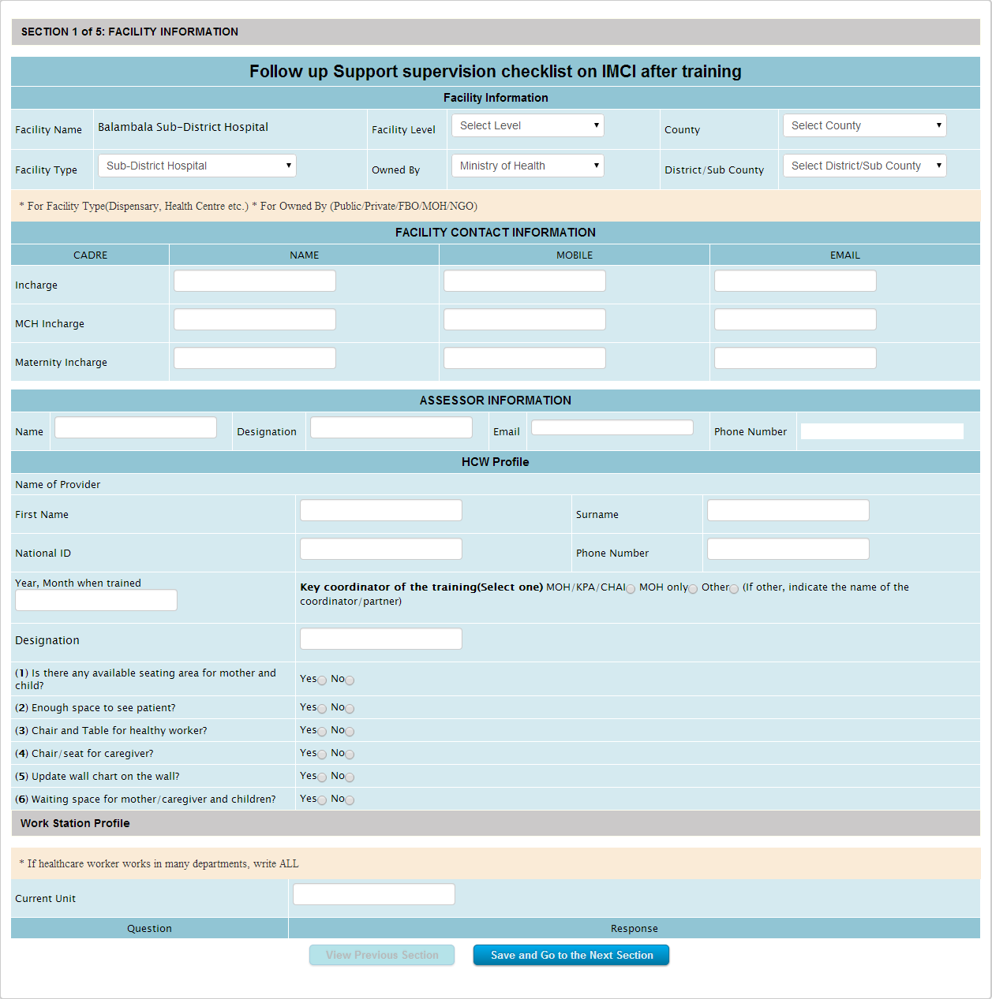 SECTION 1 of 5: FACILITY INFORMATION
Follow up Support supervision checklist on IMCI after training
Facility Information
Facility Name Balambala Sub-District Hospital Facility Level Select Level County Select County
Facility Type Sub-District Hospital Owned By Ministry of Health District/Sub County Select District/Sub County
* For Facility Type(Dispensary, Health Centre etc.) * For Owned By (Public/Private/FBO/MOH/NGO)
FACILITY CONTACT INFORMATION
CADRE NAME MOBILE EMAIL
Incharge
MCH Incharge
Maternity Incharge
ASSESSOR INFORMATION
Name Designation Email Phone Number
HCW Profile
Name of Provider
First Name Surname
National ID Phone Number
Year, Month when trained
Key coordinator of the training(Select one) MOH/KPA/CHAI MOH only Other (If other, indicate the name of the
coordinator/partner)
Designation
(1) Is there any available seating area for mother and
child?
Yes No
(2) Enough space to see patient? Yes No
(3) Chair and Table for healthy worker? Yes No
(4) Chair/seat for caregiver? Yes No
(5) Update wall chart on the wall? Yes No
(6) Waiting space for mother/caregiver and children? Yes No
Work Station Profile
* If healthcare worker works in many departments, write ALL
Current Unit
Question Response
View Previous Section Save and Go to the Next Section